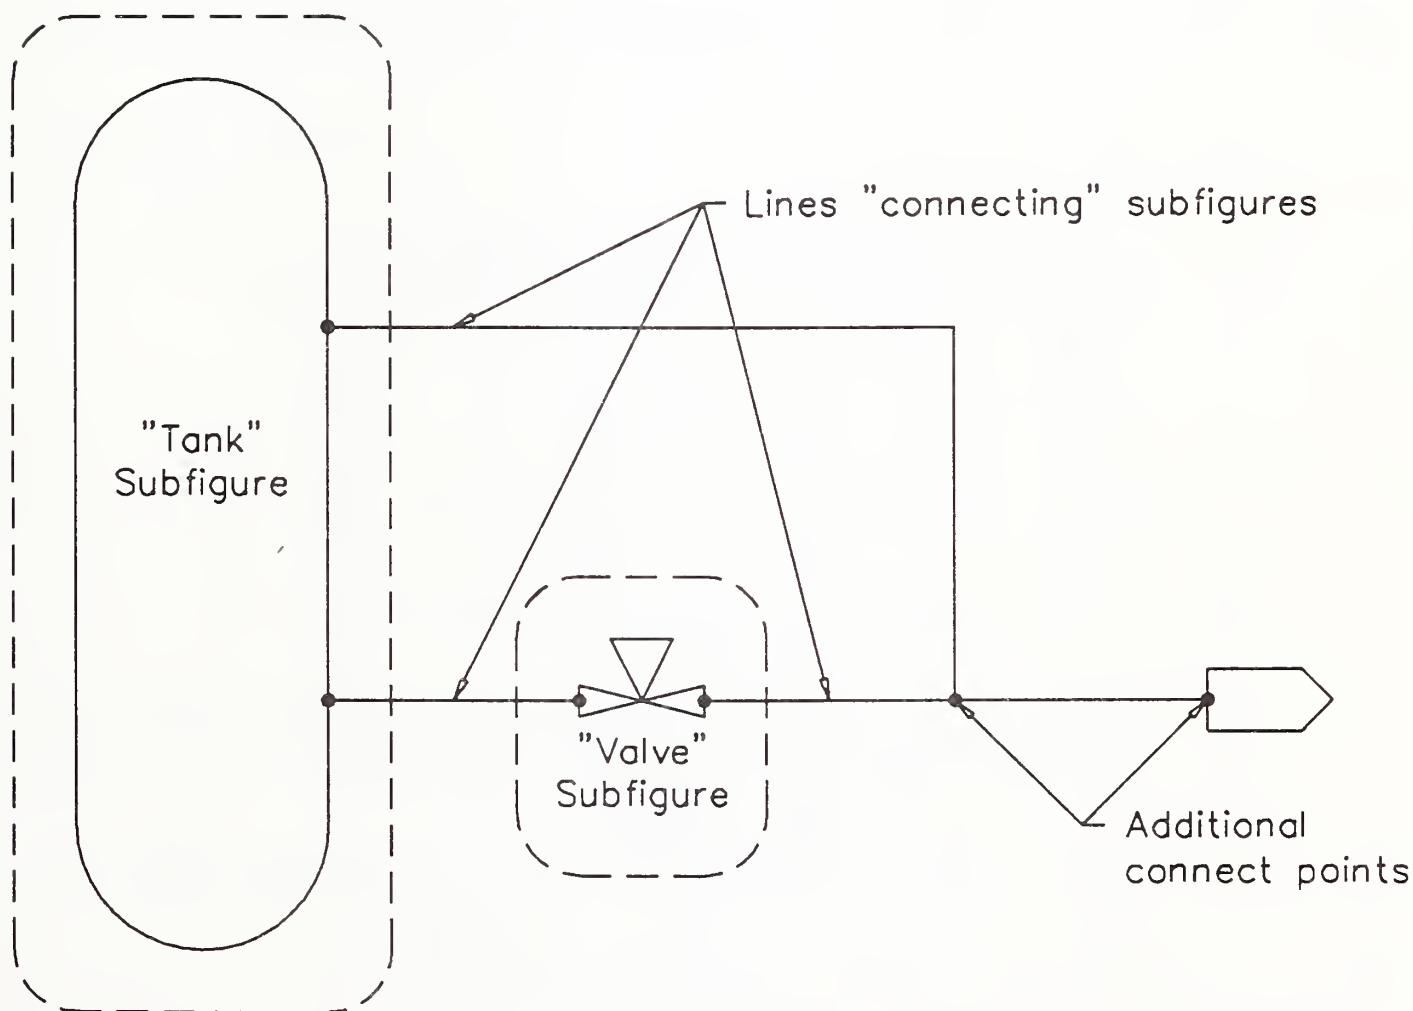 Lines "connecting" subfigures
"Tank"
Subfigure
"Valve"
Subfigure
Additional
connect points